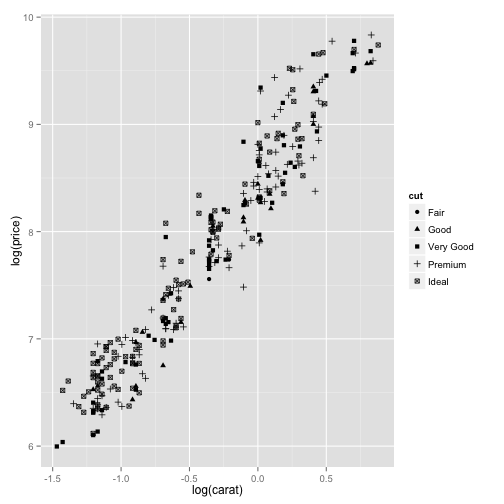 10
9
8
7
6
-1.5
-1.0
-0.5
0.0
0.5
log(carat)
log(price)
cut
Fair
Good
Very Good
Premium
Ideal